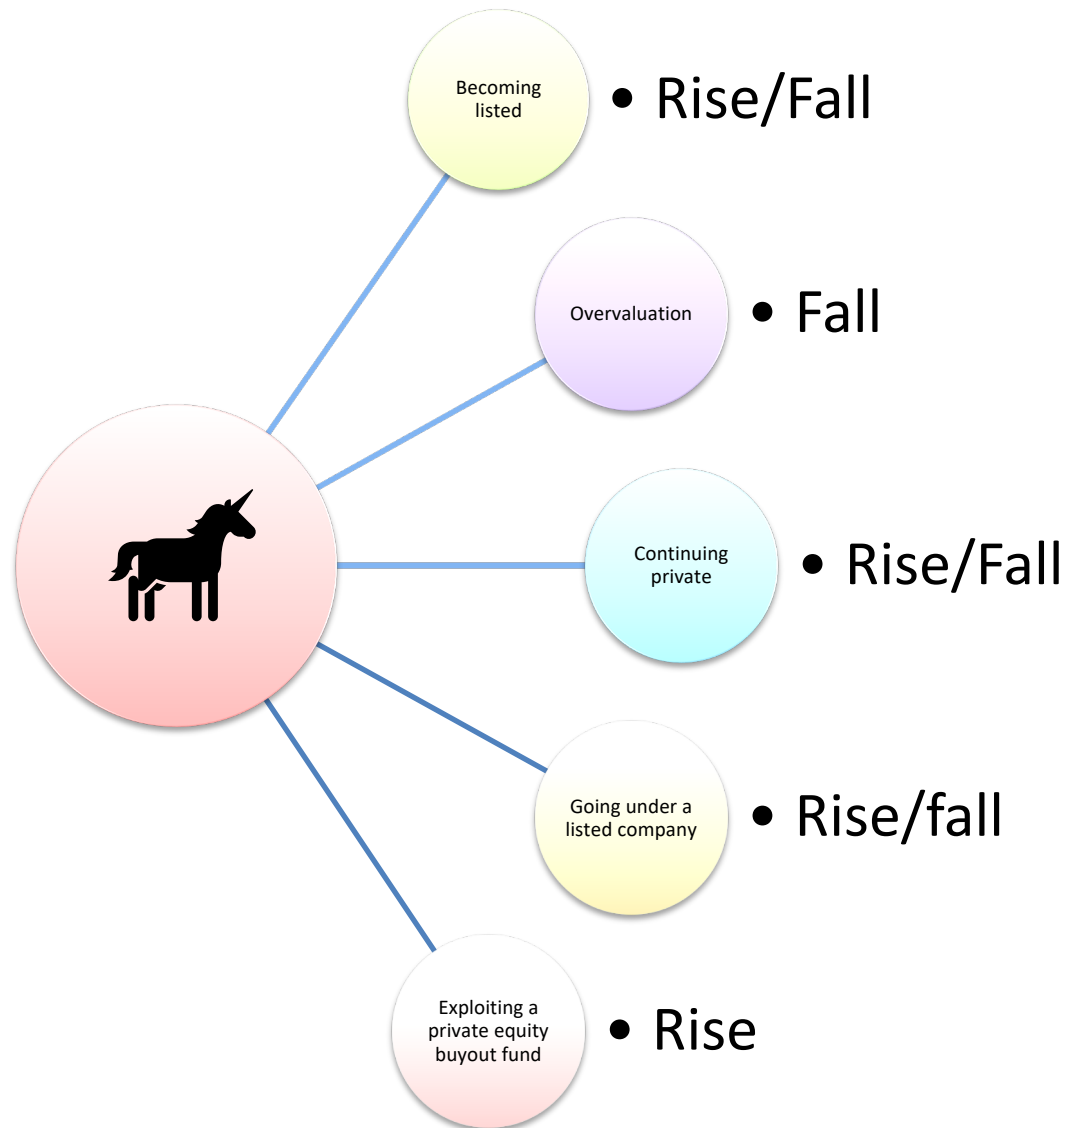 Becoming
listed
• Rise/Fall
Overvaluation
• Fall
Continuing
private
• Rise/Fall
Going under a
listed company
• Rise/fall
Exploiting a
private equity
buyout fund
• Rise